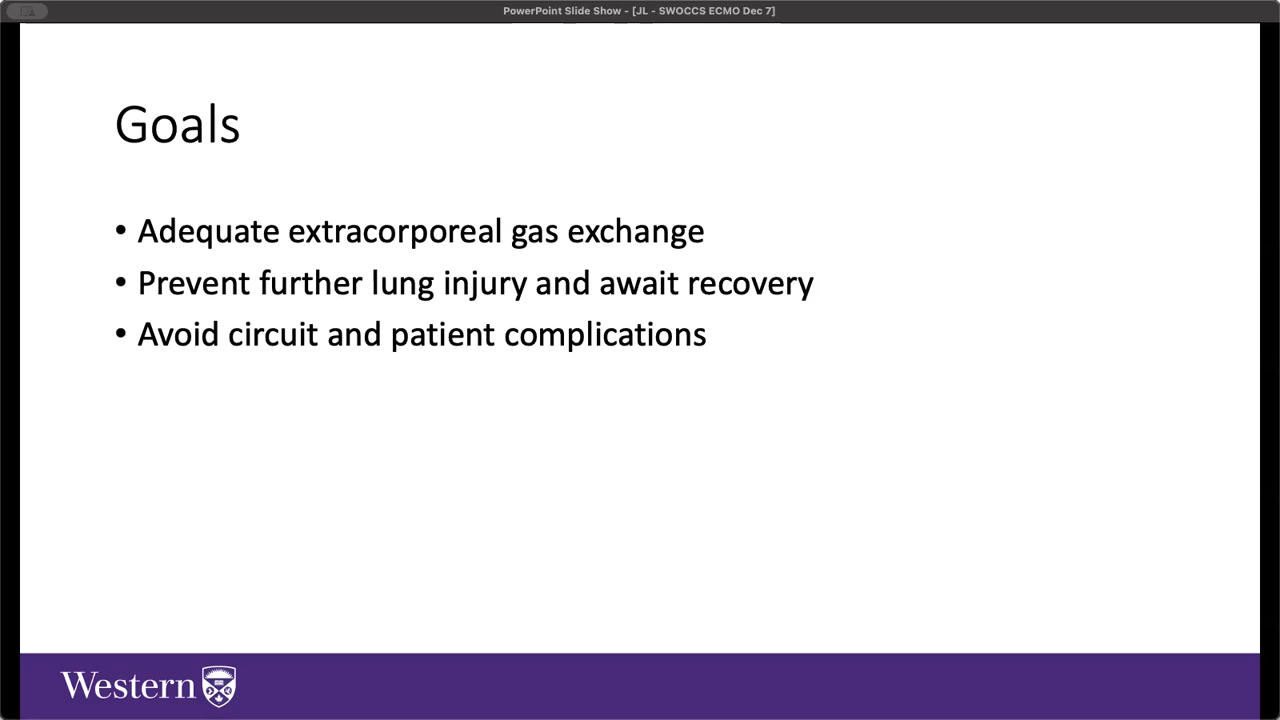 PowerPoint Slide Show - [JL - SWOCCS ECMO Dec 7]
Goals
• Adequate extracorporeal gas exchange
• Prevent further lung injury and await recovery
• Avoid circuit and patient complications
Western